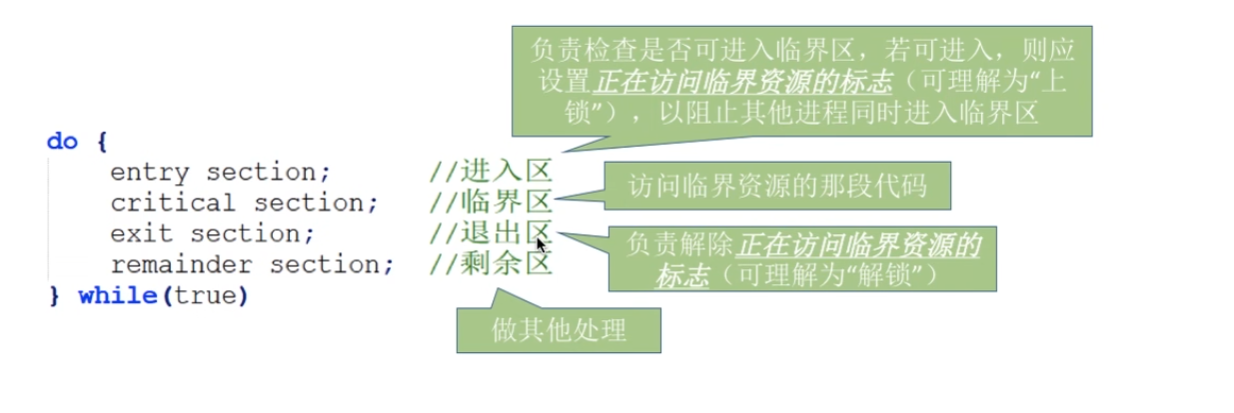 负责检查是否可进入临界区，若可进入，则应
设置正在访问临界资源的标志（可理解为“上
锁”），以阻止其他进程同时进入临界区
do {
entry section; //进入区
访问临界资源的那段代码
critical section; //临界区
exit section; //退出区
负责解除正在访问临界资源的
标志（可理解为“解锁”）
remainder section; //剩余区
} while(true)
做其他处理